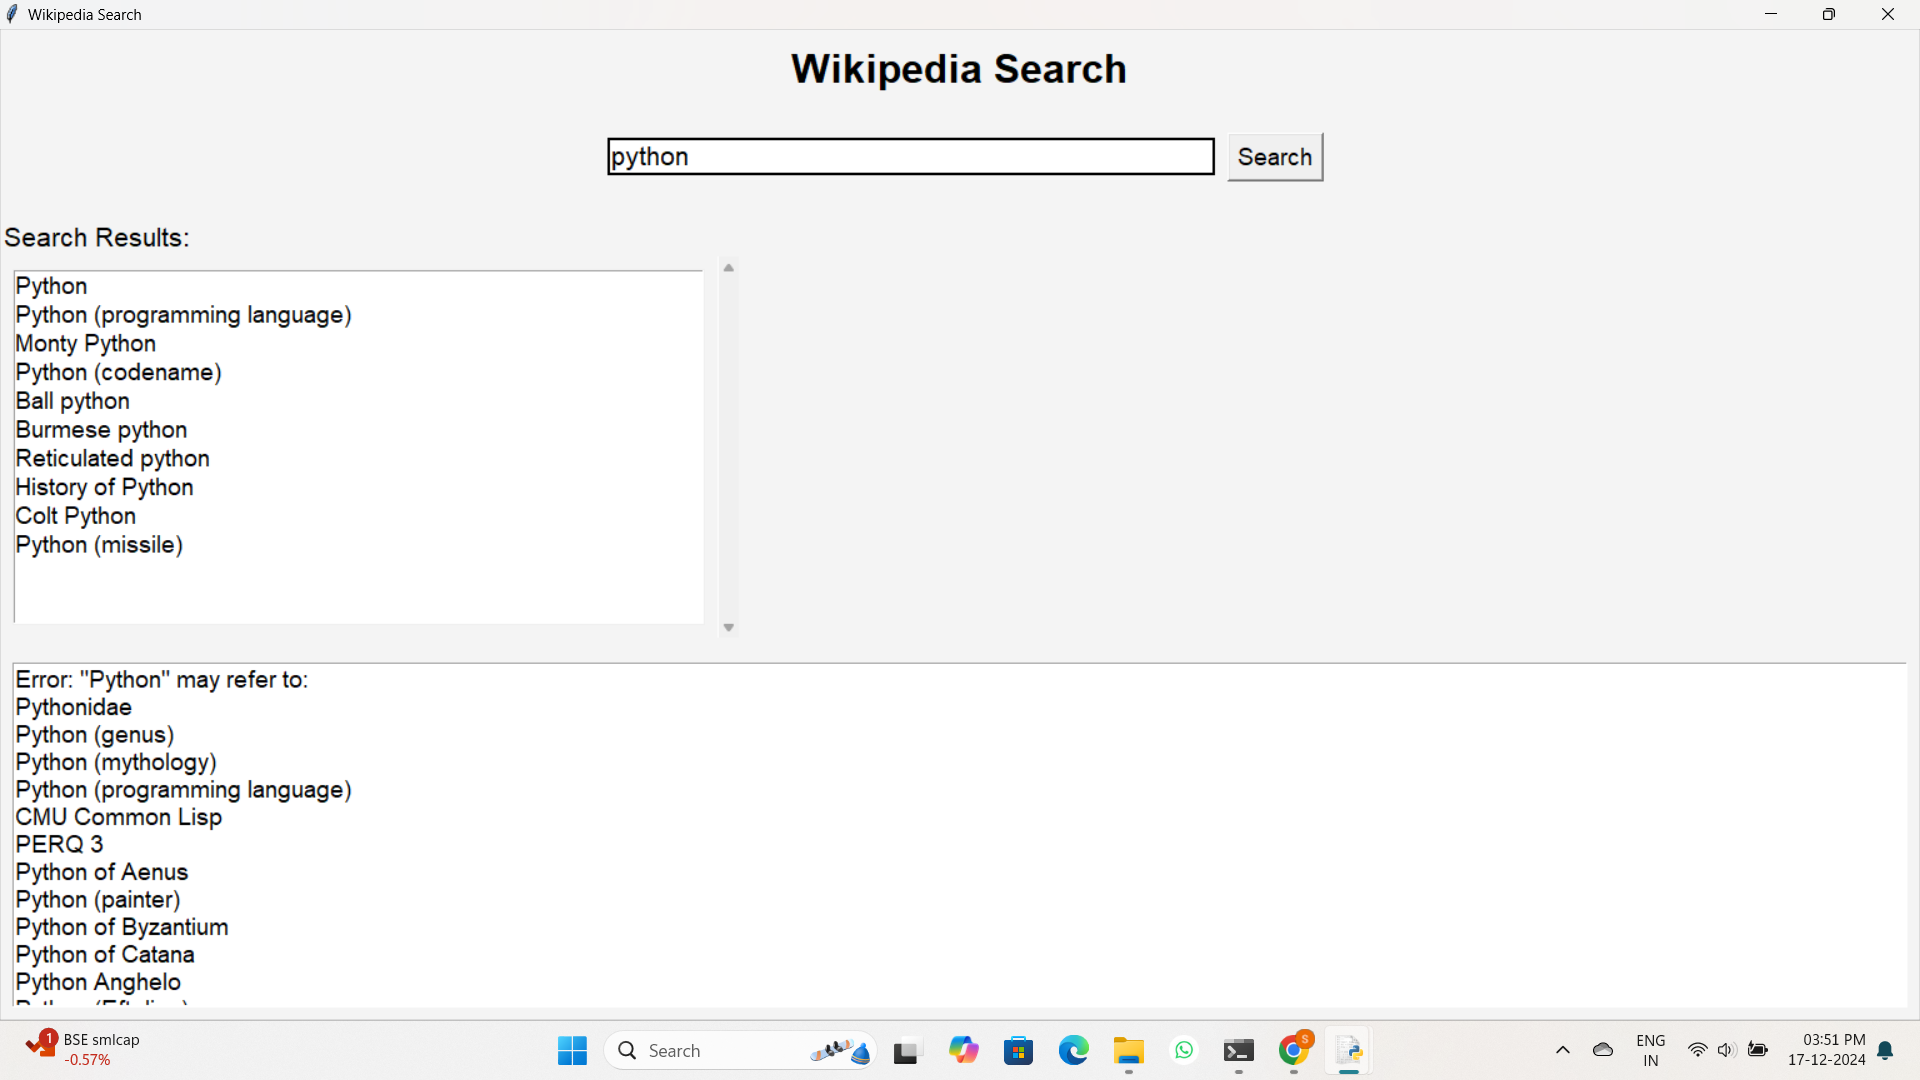 Wikipedia Search
Wikipedia Search
python
Search
Search Results:
Python
Python (programming language)
Monty Python
Python (codename)
Ball python
Burmese python
Reticulated python
History of Python
Colt Python
Python (missile)
Error: "Python" may refer to:
Pythonidae
Python (genus)
Python (mythology)
Python (programming language)
CMU Common Lisp
PERQ 3
Python of Aenus
Python (painter)
Python of Byzantium
Python of Catana
Python Anghelo
1
BSE smlcap
-0.57%
Search
S
ENG
IN
03:51 PM
17-12-2024